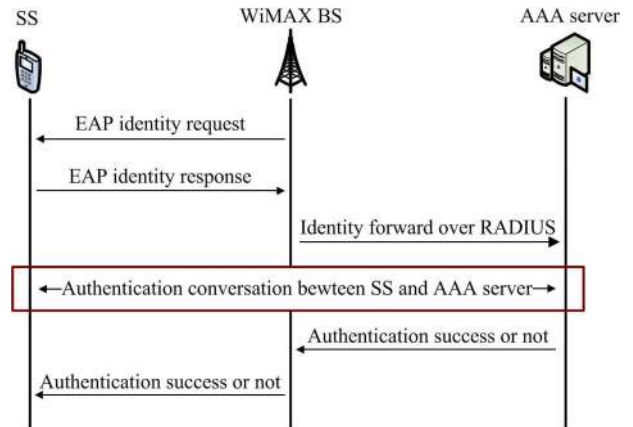 SS
WiMAX BS
AAA server
EAP identity request
EAP identity response
Identity forward over RADIUS
Authentication conversation bewteen SS and AAA server
Authentication success or not
Authentication success or not